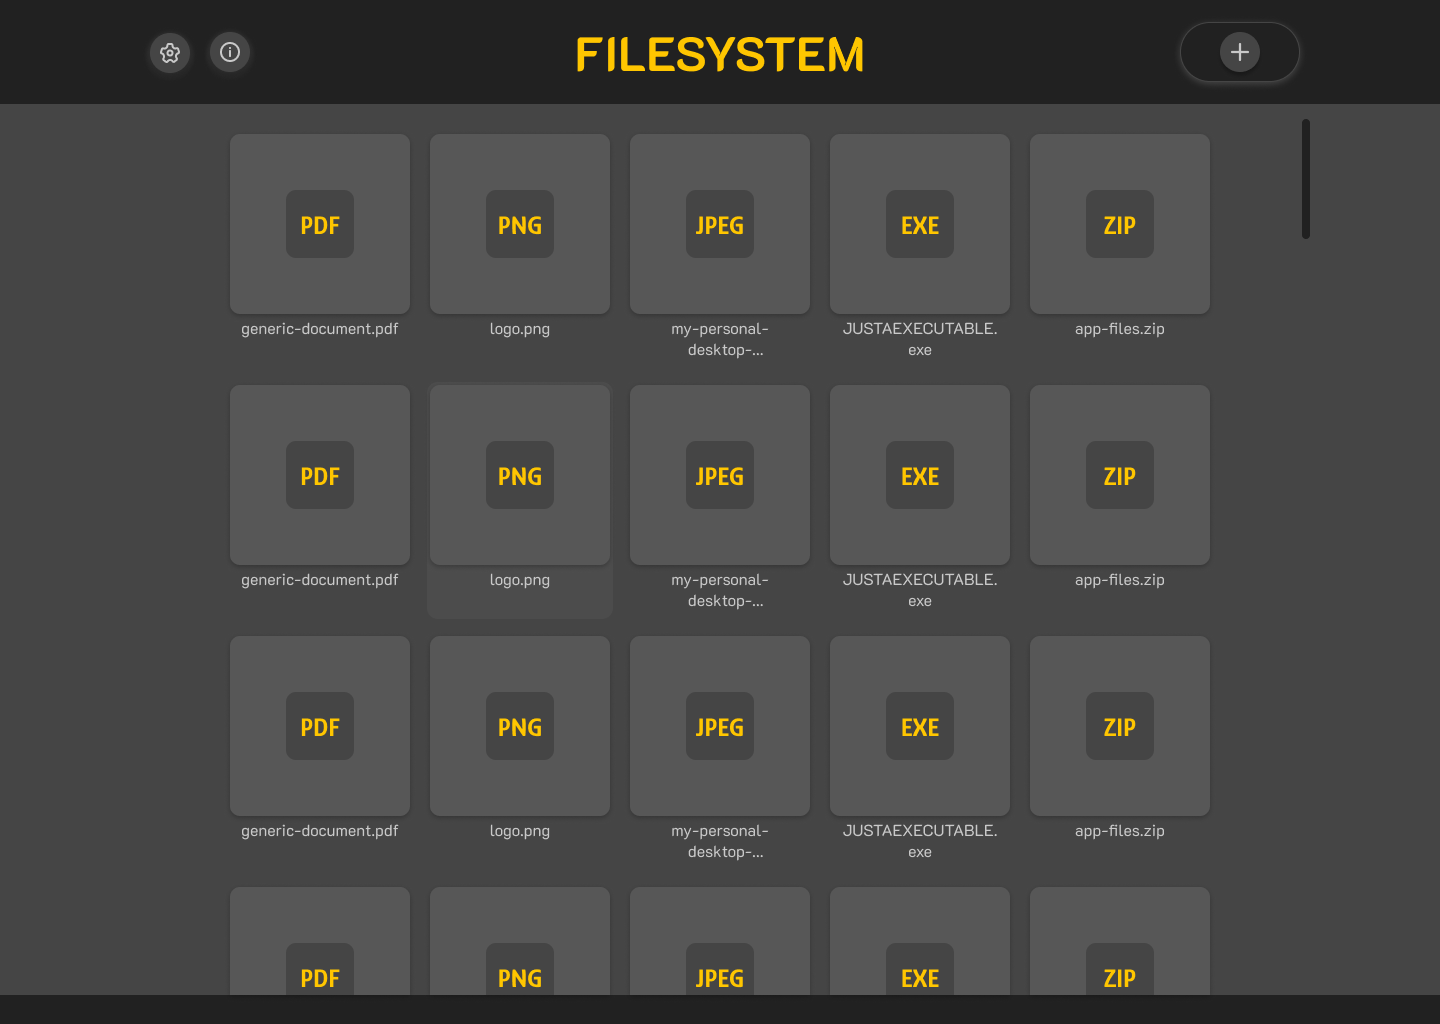 FILESYSTEM
PDF
PNG
JPEG
EXE
ZIP
generic-document.pdf
logo.png
my-personal-
desktop-...
JUSTAEXECUTABLE.
exe
app-files.zip
PDF
PNG
JPEG
EXE
ZIP
generic-document.pdf
logo.png
my-personal-
desktop-...
JUSTAEXECUTABLE.
exe
app-files.zip
PDF
PNG
JPEG
EXE
ZIP
generic-document.pdf
logo.png
my-personal-
desktop-...
JUSTAEXECUTABLE.
exe
app-files.zip
PDF
PNG
JPEG
EXE
ZIP